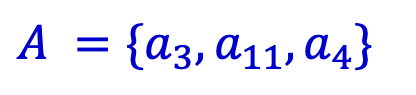 A = {a₃, a₁₁, a₄}